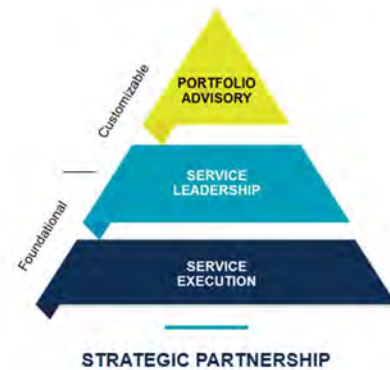 Customizable
PORTFOLIO
ADVISORY
Foundational
SERVICE
LEADERSHIP
SERVICE
EXECUTION
STRATEGIC PARTNERSHIP